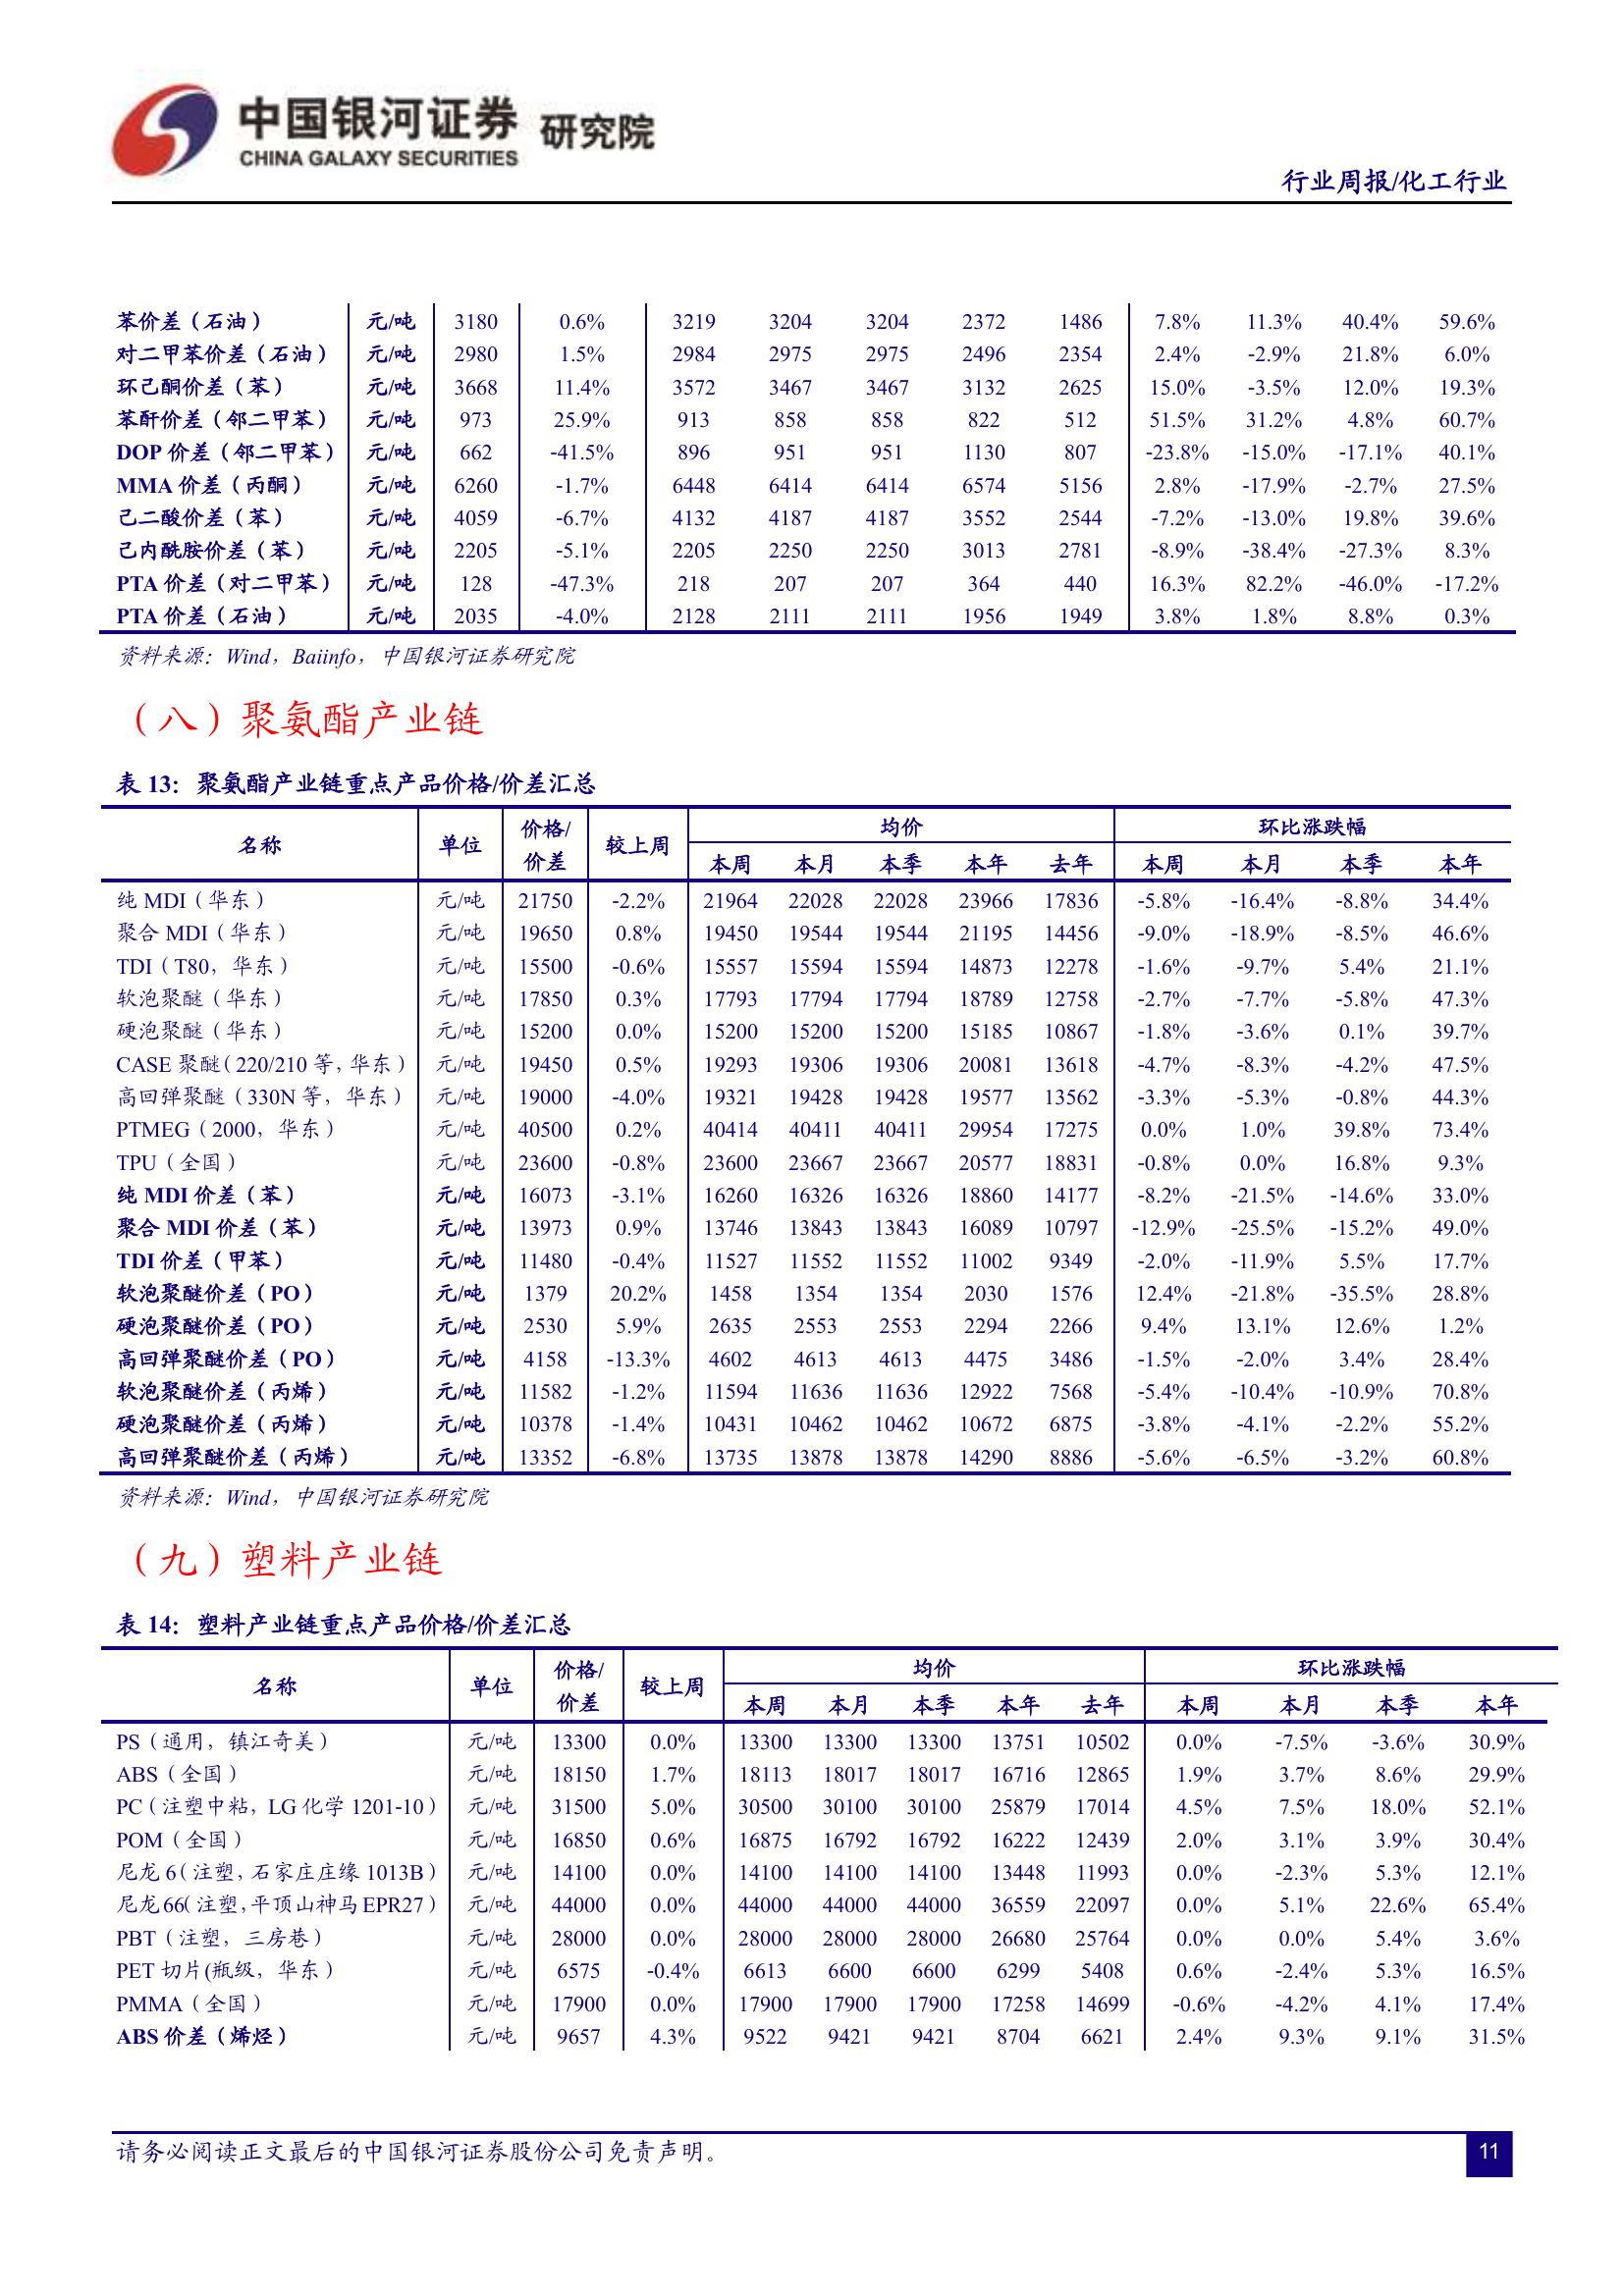 中国银河证券 研究院
CHINA GALAXY SECURITIES
行业周报/化工行业
苯价差（石油） 元/吨 3180 0.6% 3219 3204 3204 2372 1486 7.8% 11.3% 40.4% 59.6%
对二甲苯价差（石油） 元/吨 2980 1.5% 2984 2975 2975 2496 2354 2.4% -2.9% 21.8% 6.0%
环己酮价差（苯） 元/吨 3668 11.4% 3572 3467 3467 3132 2625 15.0% -3.5% 12.0% 19.3%
苯酐价差（邻二甲苯） 元/吨 973 25.9% 913 858 858 822 512 51.5% 31.2% 4.8% 60.7%
DOP 价差（邻二甲苯） 元/吨 662 -41.5% 896 951 951 1130 807 -23.8% -15.0% -17.1% 40.1%
MMA 价差（丙酮） 元/吨 6260 -1.7% 6448 6414 6414 6574 5156 2.8% -17.9% -2.7% 27.5%
己二酸价差（苯） 元/吨 4059 -6.7% 4132 4187 4187 3552 2544 -7.2% -13.0% 19.8% 39.6%
己内酰胺价差（苯） 元/吨 2205 -5.1% 2205 2250 2250 3013 2781 -8.9% -38.4% -27.3% 8.3%
PTA 价差（对二甲苯） 元/吨 128 -47.3% 218 207 207 364 440 16.3% 82.2% -46.0% -17.2%
PTA 价差（石油） 元/吨 2035 -4.0% 2128 2111 2111 1956 1949 3.8% 1.8% 8.8% 0.3%
资料来源：Wind，Baiinfo，中国银河证券研究院
（八）聚氨酯产业链
表 13：聚氨酯产业链重点产品价格/价差汇总
名称 单位 价格/价差 较上周 均价 环比涨跌幅
本周 本月 本季 本年 去年 本周 本月 本季 本年
纯 MDI（华东） 元/吨 21750 -2.2% 21964 22028 22028 23966 17836 -5.8% -16.4% -8.8% 34.4%
聚合 MDI（华东） 元/吨 19650 0.8% 19450 19544 19544 21195 14456 -9.0% -18.9% -8.5% 46.6%
TDI（T80，华东） 元/吨 15500 -0.6% 15557 15594 15594 14873 12278 -1.6% -9.7% 5.4% 21.1%
软泡聚醚（华东） 元/吨 17850 0.3% 17793 17794 17794 18789 12758 -2.7% -7.7% -5.8% 47.3%
硬泡聚醚（华东） 元/吨 15200 0.0% 15200 15200 15200 15185 10867 -1.8% -3.6% 0.1% 39.7%
CASE 聚醚（220/210 等，华东） 元/吨 19450 0.5% 19293 19306 19306 20081 13618 -4.7% -8.3% -4.2% 47.5%
高回弹聚醚（330N 等，华东） 元/吨 19000 -4.0% 19321 19428 19428 19577 13562 -3.3% -5.3% -0.8% 44.3%
PTMEG（2000，华东） 元/吨 40500 0.2% 40414 40411 40411 29954 17275 0.0% 1.0% 39.8% 73.4%
TPU（全国） 元/吨 23600 -0.8% 23600 23667 23667 20577 18831 -0.8% 0.0% 16.8% 9.3%
纯 MDI 价差（苯） 元/吨 16073 -3.1% 16260 16326 16326 18860 14177 -8.2% -21.5% -14.6% 33.0%
聚合 MDI 价差（苯） 元/吨 13973 0.9% 13746 13843 13843 16089 10797 -12.9% -25.5% -15.2% 49.0%
TDI 价差（甲苯） 元/吨 11480 -0.4% 11527 11552 11552 11002 9349 -2.0% -11.9% 5.5% 17.7%
软泡聚醚价差（PO） 元/吨 1379 20.2% 1458 1354 1354 2030 1576 12.4% -21.8% -35.5% 28.8%
硬泡聚醚价差（PO） 元/吨 2530 5.9% 2635 2553 2553 2294 2266 9.4% 13.1% 12.6% 1.2%
高回弹聚醚价差（PO） 元/吨 4158 -13.3% 4602 4613 4613 4475 3486 -1.5% -2.0% 3.4% 28.4%
软泡聚醚价差（丙烯） 元/吨 11582 -1.2% 11594 11636 11636 12922 7568 -5.4% -10.4% -10.9% 70.8%
硬泡聚醚价差（丙烯） 元/吨 10378 -1.4% 10431 10462 10462 10672 6875 -3.8% -4.1% -2.2% 55.2%
高回弹聚醚价差（丙烯） 元/吨 13352 -6.8% 13735 13878 13878 14290 8886 -5.6% -6.5% -3.2% 60.8%
资料来源：Wind，中国银河证券研究院
（九）塑料产业链
表 14：塑料产业链重点产品价格/价差汇总
名称 单位 价格/价差 较上周 均价 环比涨跌幅
本周 本月 本季 本年 去年 本周 本月 本季 本年
PS（通用，镇江奇美） 元/吨 13300 0.0% 13300 13300 13300 13751 10502 0.0% -7.5% -3.6% 30.9%
ABS（全国） 元/吨 18150 1.7% 18113 18017 18017 16716 12865 1.9% 3.7% 8.6% 29.9%
PC（注塑中粘，LG 化学 1201-10） 元/吨 31500 5.0% 30500 30100 30100 25879 17014 4.5% 7.5% 18.0% 52.1%
POM（全国） 元/吨 16850 0.6% 16875 16792 16792 16222 12439 2.0% 3.1% 3.9% 30.4%
尼龙 6（注塑，石家庄庄缘 1013B） 元/吨 14100 0.0% 14100 14100 14100 13448 11993 0.0% -2.3% 5.3% 12.1%
尼龙 66（注塑，平顶山神马 EPR27） 元/吨 44000 0.0% 44000 44000 44000 36559 22097 0.0% 5.1% 22.6% 65.4%
PBT（注塑，三房巷） 元/吨 28000 0.0% 28000 28000 28000 26680 25764 0.0% 0.0% 5.4% 3.6%
PET 切片(瓶级，华东） 元/吨 6575 -0.4% 6613 6600 6600 6299 5408 0.6% -2.4% 5.3% 16.5%
PMMA（全国） 元/吨 17900 0.0% 17900 17900 17900 17258 14699 -0.6% -4.2% 4.1% 17.4%
ABS 价差（烯烃） 元/吨 9657 4.3% 9522 9421 9421 8704 6621 2.4% 9.3% 9.1% 31.5%
请务必阅读正文最后的中国银河证券股份公司免责声明。
11